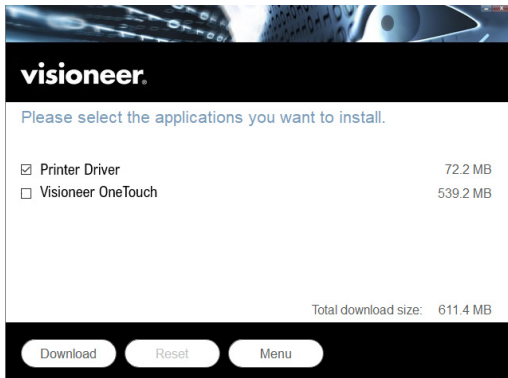 visioneer®
Please select the applications you want to install.
Printer Driver 72.2 MB
Visioneer OneTouch 539.2 MB
Total download size: 611.4 MB
Download Reset Menu